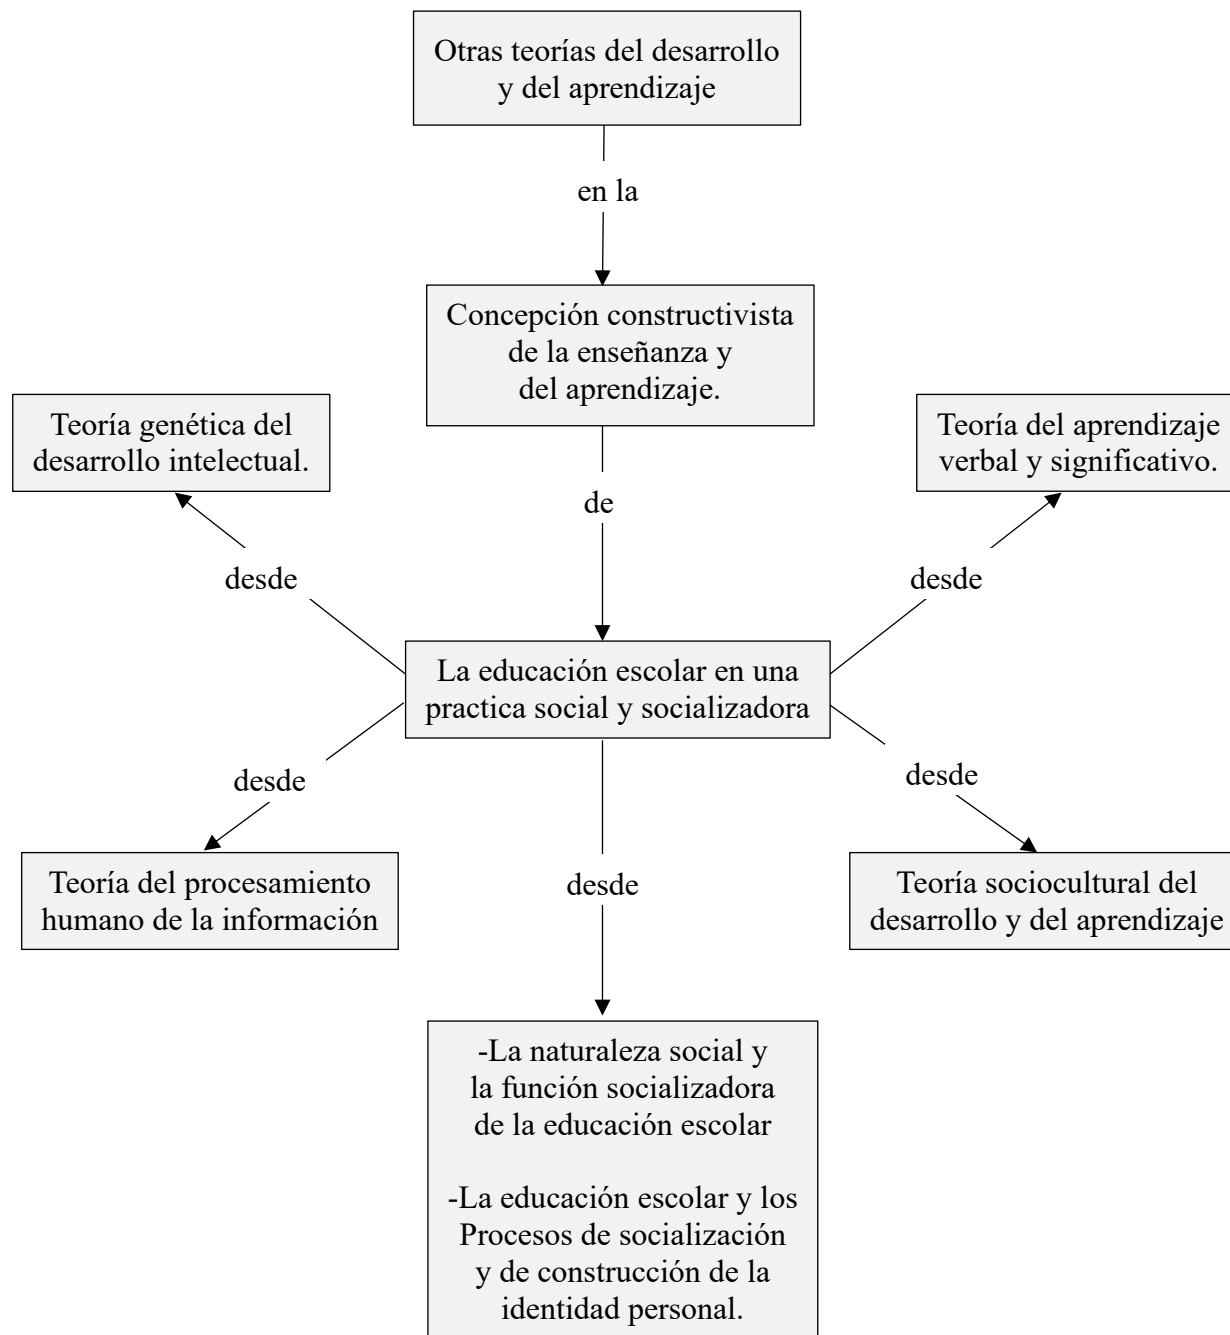 Otras teorías del desarrollo
y del aprendizaje
en la
Concepción constructivista
de la enseñanza y
del aprendizaje.
Teoría genética del
desarrollo intelectual.
Teoría del aprendizaje
verbal y significativo.
de
desde
desde
La educación escolar en una
practica social y socializadora
desde
desde
Teoría del procesamiento
humano de la información
desde
Teoría sociocultural del
desarrollo y del aprendizaje
-La naturaleza social y
la función socializadora
de la educación escolar
-La educación escolar y los
Procesos de socialización
y de construcción de la
identidad personal.